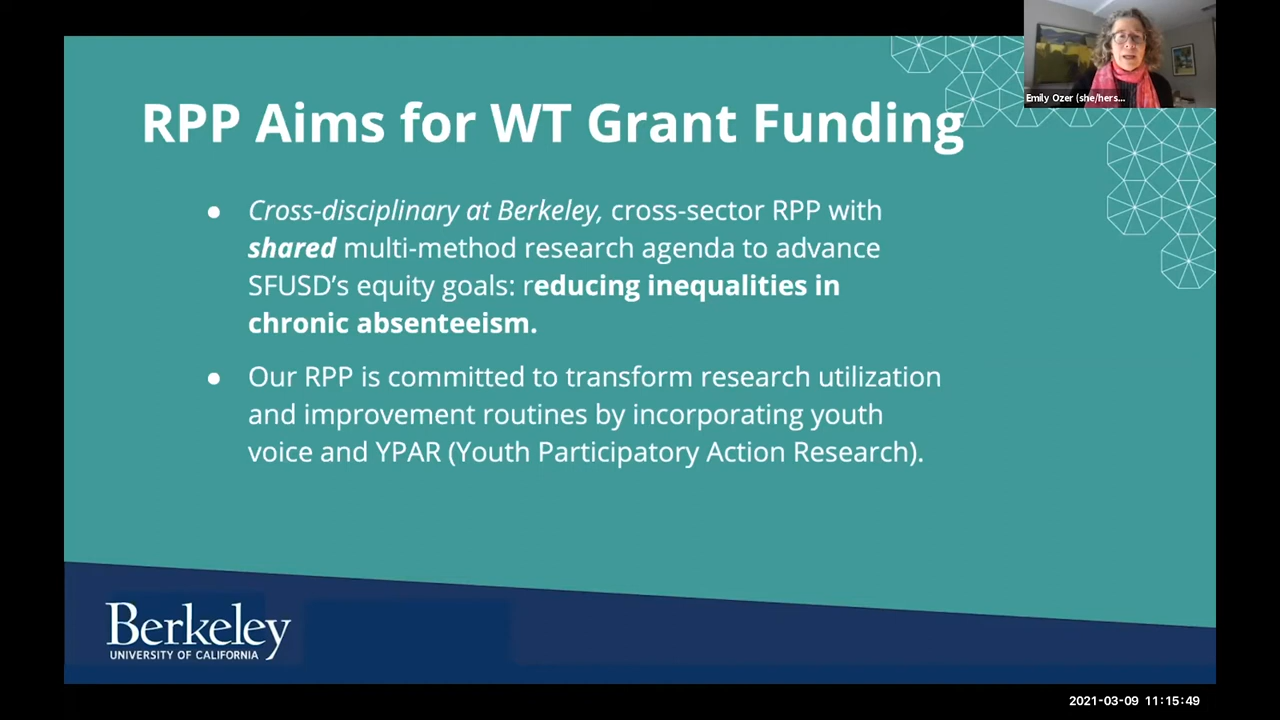 RPP Aims for WT Grant Funding
Emily Ozer (she/hers...
● Cross-disciplinary at Berkeley, cross-sector RPP with
shared multi-method research agenda to advance
SFUSD's equity goals: reducing inequalities in
chronic absenteeism.
● Our RPP is committed to transform research utilization
and improvement routines by incorporating youth
voice and YPAR (Youth Participatory Action Research).
Berkeley
UNIVERSITY OF CALIFORNIA
2021-03-09 11:15:49